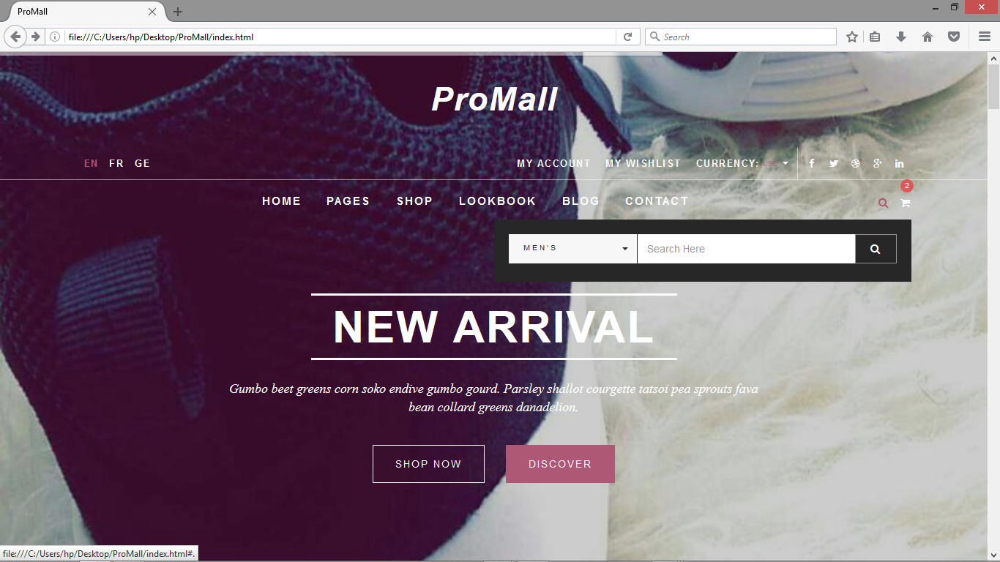 ProMall
file:///C:/Users/hp/Desktop/ProMall/index.html
Search
ProMall
EN FR GE
MY ACCOUNT MY WISHLIST CURRENCY:
2
HOME PAGES SHOP LOOKBOOK BLOG CONTACT
MEN'S
Search Here
NEW ARRIVAL
Gumbo beet greens corn soko endive gumbo gourd. Parsley shallot courgette tatsoi pea sprouts fava
bean collard greens danadelion.
SHOP NOW
DISCOVER
file:///C:/Users/hp/Desktop/ProMall/index.html#.